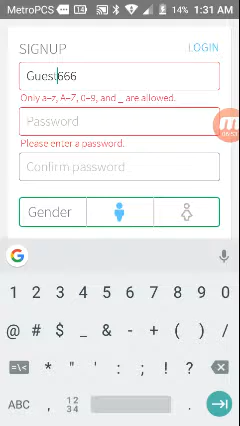 MetroPCS 14 14% 1:31 AM
SIGNUP LOGIN
Guest666
Only a–z, A–Z, 0–9, and _ are allowed.
Password
Please enter a password.
Confirm password...
Gender
1 2 3 4 5 6 7 8 9 0
@ # $ _ & - + ( ) /
=\< * " ' : ; ! ?
ABC , 12 34 .